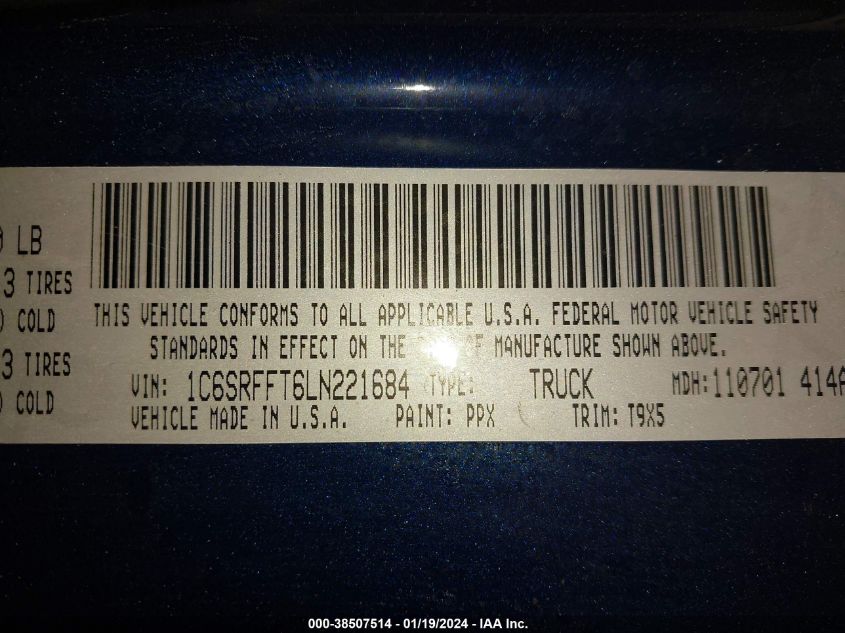 0 LB
3 TIRES
COLD
3 TIRES
COLD
THIS VEHICLE CONFORMS TO ALL APPLICABLE U.S.A. FEDERAL MOTOR VEHICLE SAFETY
STANDARDS IN EFFECT ON THE OF MANUFACTURE SHOWN ABOVE.
VIN: 1C6SRFFT6LN221684 TYPE: TRUCK MDH:110701 414A
VEHICLE MADE IN U.S.A. PAINT: PPX TRIM: T9X5
000-38507514 - 01/19/2024 - IAA Inc.